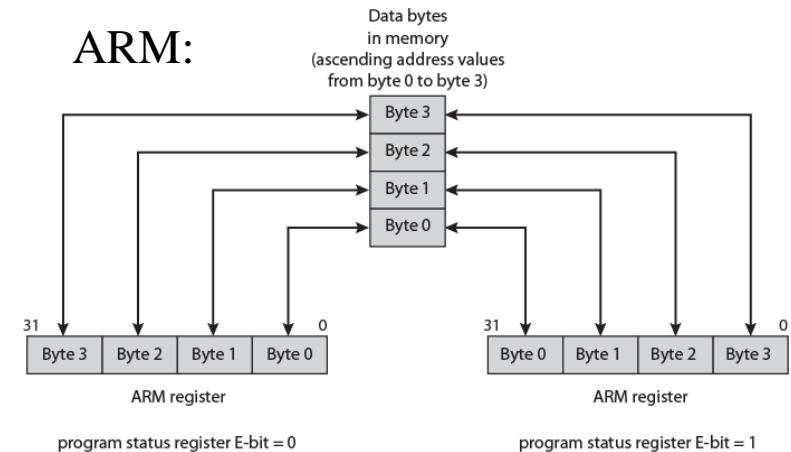 ARM:
Data bytes
in memory
(ascending address values
from byte 0 to byte 3)
Byte 3
Byte 2
Byte 1
Byte 0
31 0
Byte 3 Byte 2 Byte 1 Byte 0
ARM register
program status register E-bit = 0
31 0
Byte 0 Byte 1 Byte 2 Byte 3
ARM register
program status register E-bit = 1